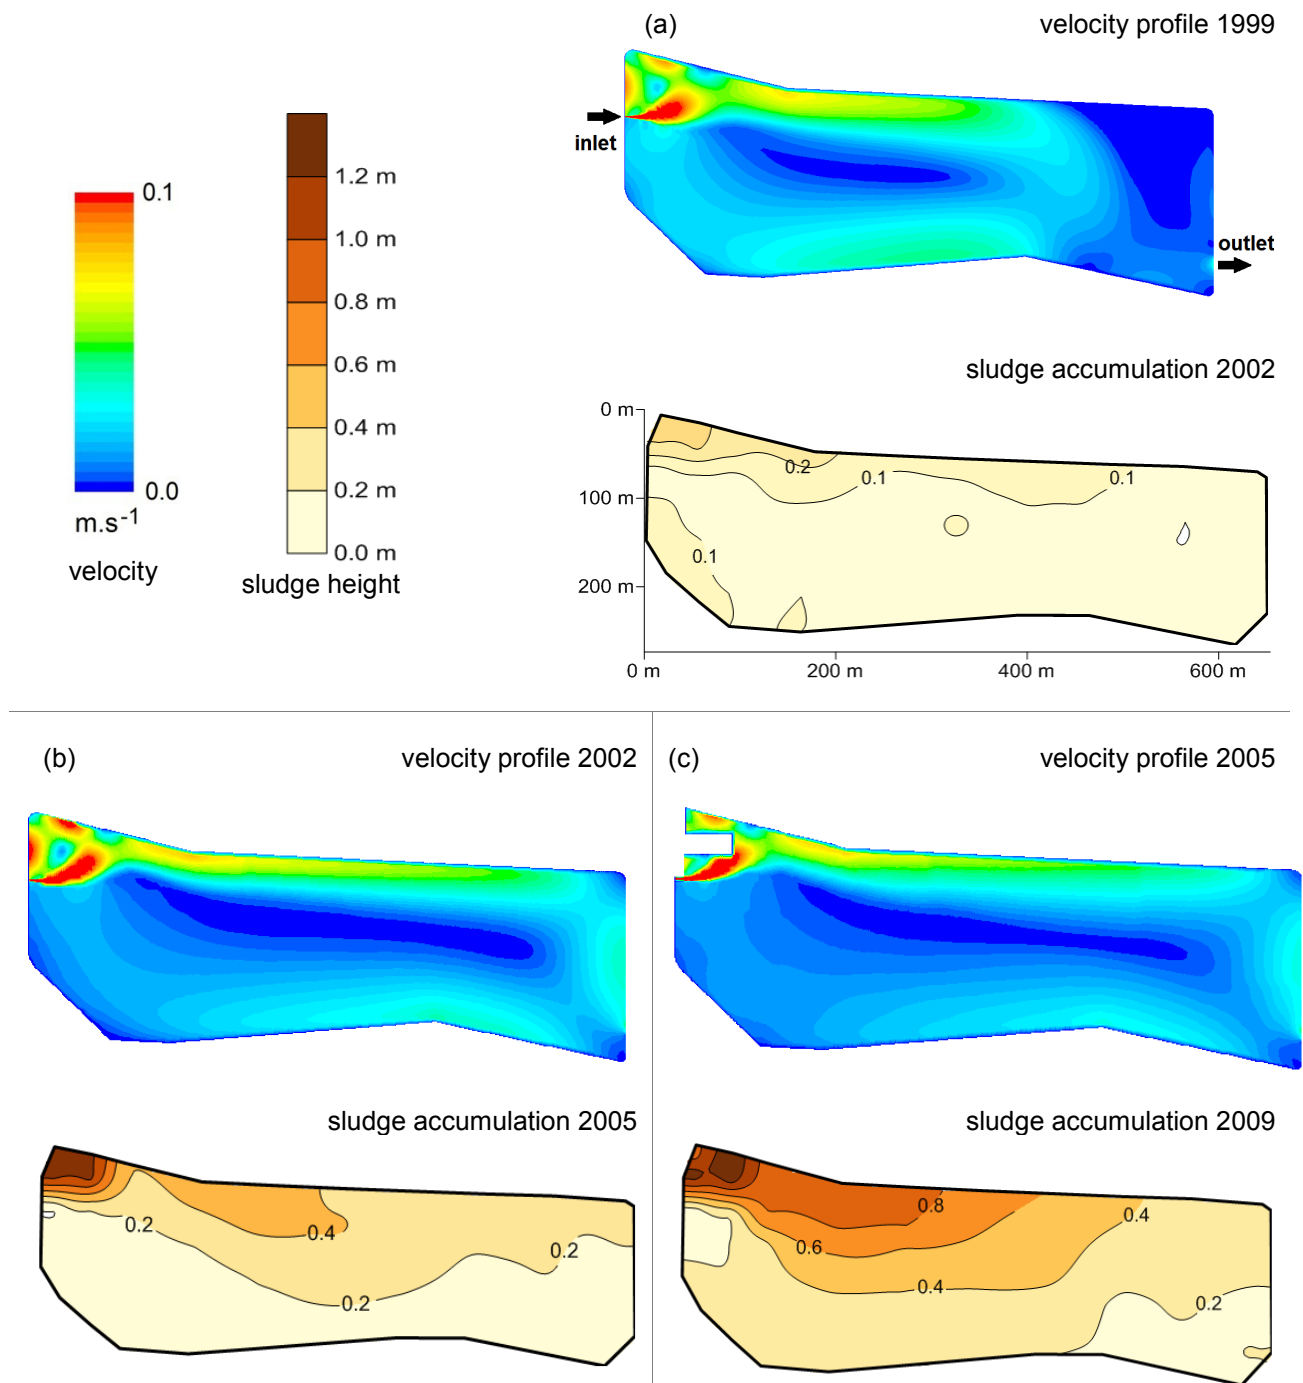 (a)
velocity profile 1999
inlet
outlet
0.1
0.0
m.s-1
velocity
1.2 m
1.0 m
0.8 m
0.6 m
0.4 m
0.2 m
0.0 m
sludge height
sludge accumulation 2002
0 m
100 m
200 m
0.2
0.1
0.1
0.1
0 m
200 m
400 m
600 m
(b)
velocity profile 2002
sludge accumulation 2005
0.2
0.4
0.2
0.2
(c)
velocity profile 2005
sludge accumulation 2009
0.8
0.4
0.6
0.4
0.2